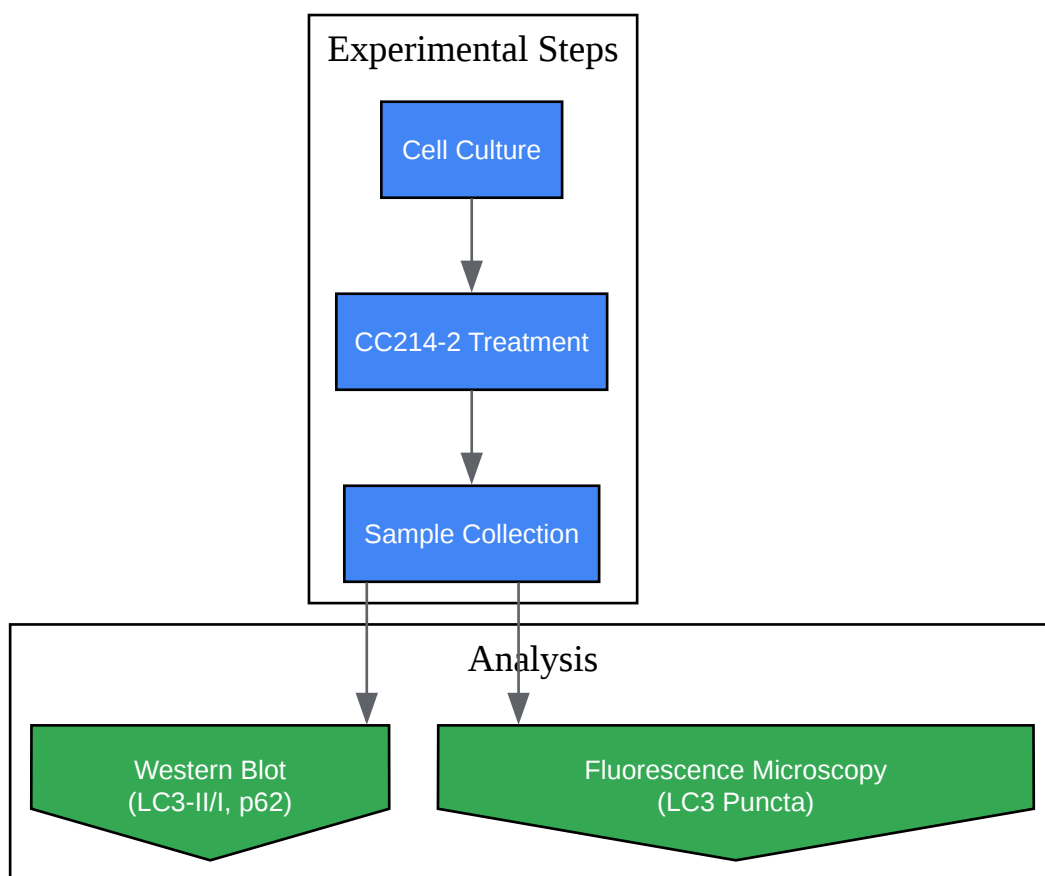 Experimental Steps
Cell Culture
CC214-2 Treatment
Sample Collection
Analysis
Western Blot
(LC3-II/I, p62)
Fluorescence Microscopy
(LC3 Puncta)